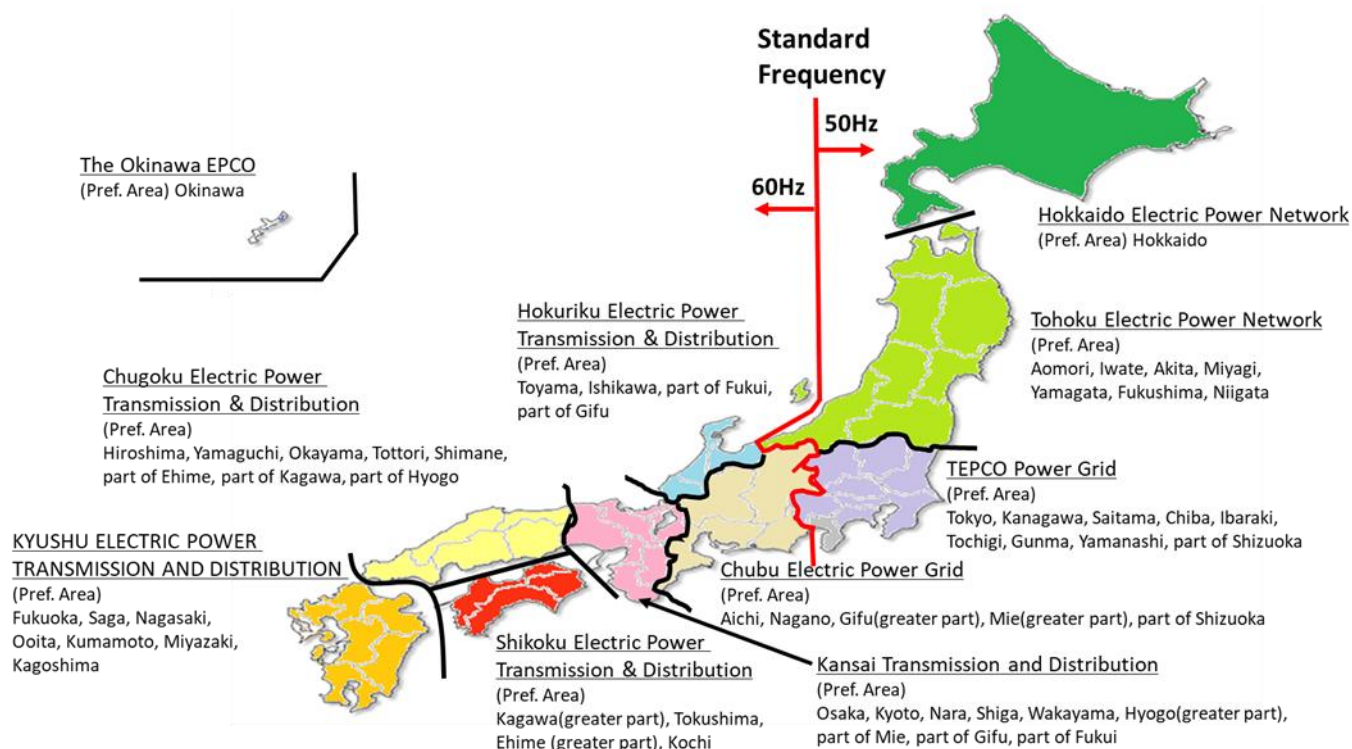 Standard
Frequency
50Hz
60Hz
The Okinawa EPCO
(Pref. Area) Okinawa
Hokkaido Electric Power Network
(Pref. Area) Hokkaido
Hokuriku Electric Power
Transmission & Distribution
(Pref. Area)
Toyama, Ishikawa, part of Fukui,
part of Gifu
Tohoku Electric Power Network
(Pref. Area)
Aomori, Iwate, Akita, Miyagi,
Yamagata, Fukushima, Niigata
Chugoku Electric Power
Transmission & Distribution
(Pref. Area)
Hiroshima, Yamaguchi, Okayama, Tottori, Shimane,
part of Ehime, part of Kagawa, part of Hyogo
TEPCO Power Grid
(Pref. Area)
Tokyo, Kanagawa, Saitama, Chiba, Ibaraki,
Tochigi, Gunma, Yamanashi, part of Shizuoka
KYUSHU ELECTRIC POWER
TRANSMISSION AND DISTRIBUTION
(Pref. Area)
Fukuoka, Saga, Nagasaki,
Ooita, Kumamoto, Miyazaki,
Kagoshima
Chubu Electric Power Grid
(Pref. Area)
Aichi, Nagano, Gifu(greater part), Mie(greater part), part of Shizuoka
Shikoku Electric Power
Transmission & Distribution
(Pref. Area)
Kagawa(greater part), Tokushima,
Ehime (greater part), Kochi
Kansai Transmission and Distribution
(Pref. Area)
Osaka, Kyoto, Nara, Shiga, Wakayama, Hyogo(greater part),
part of Mie, part of Gifu, part of Fukui